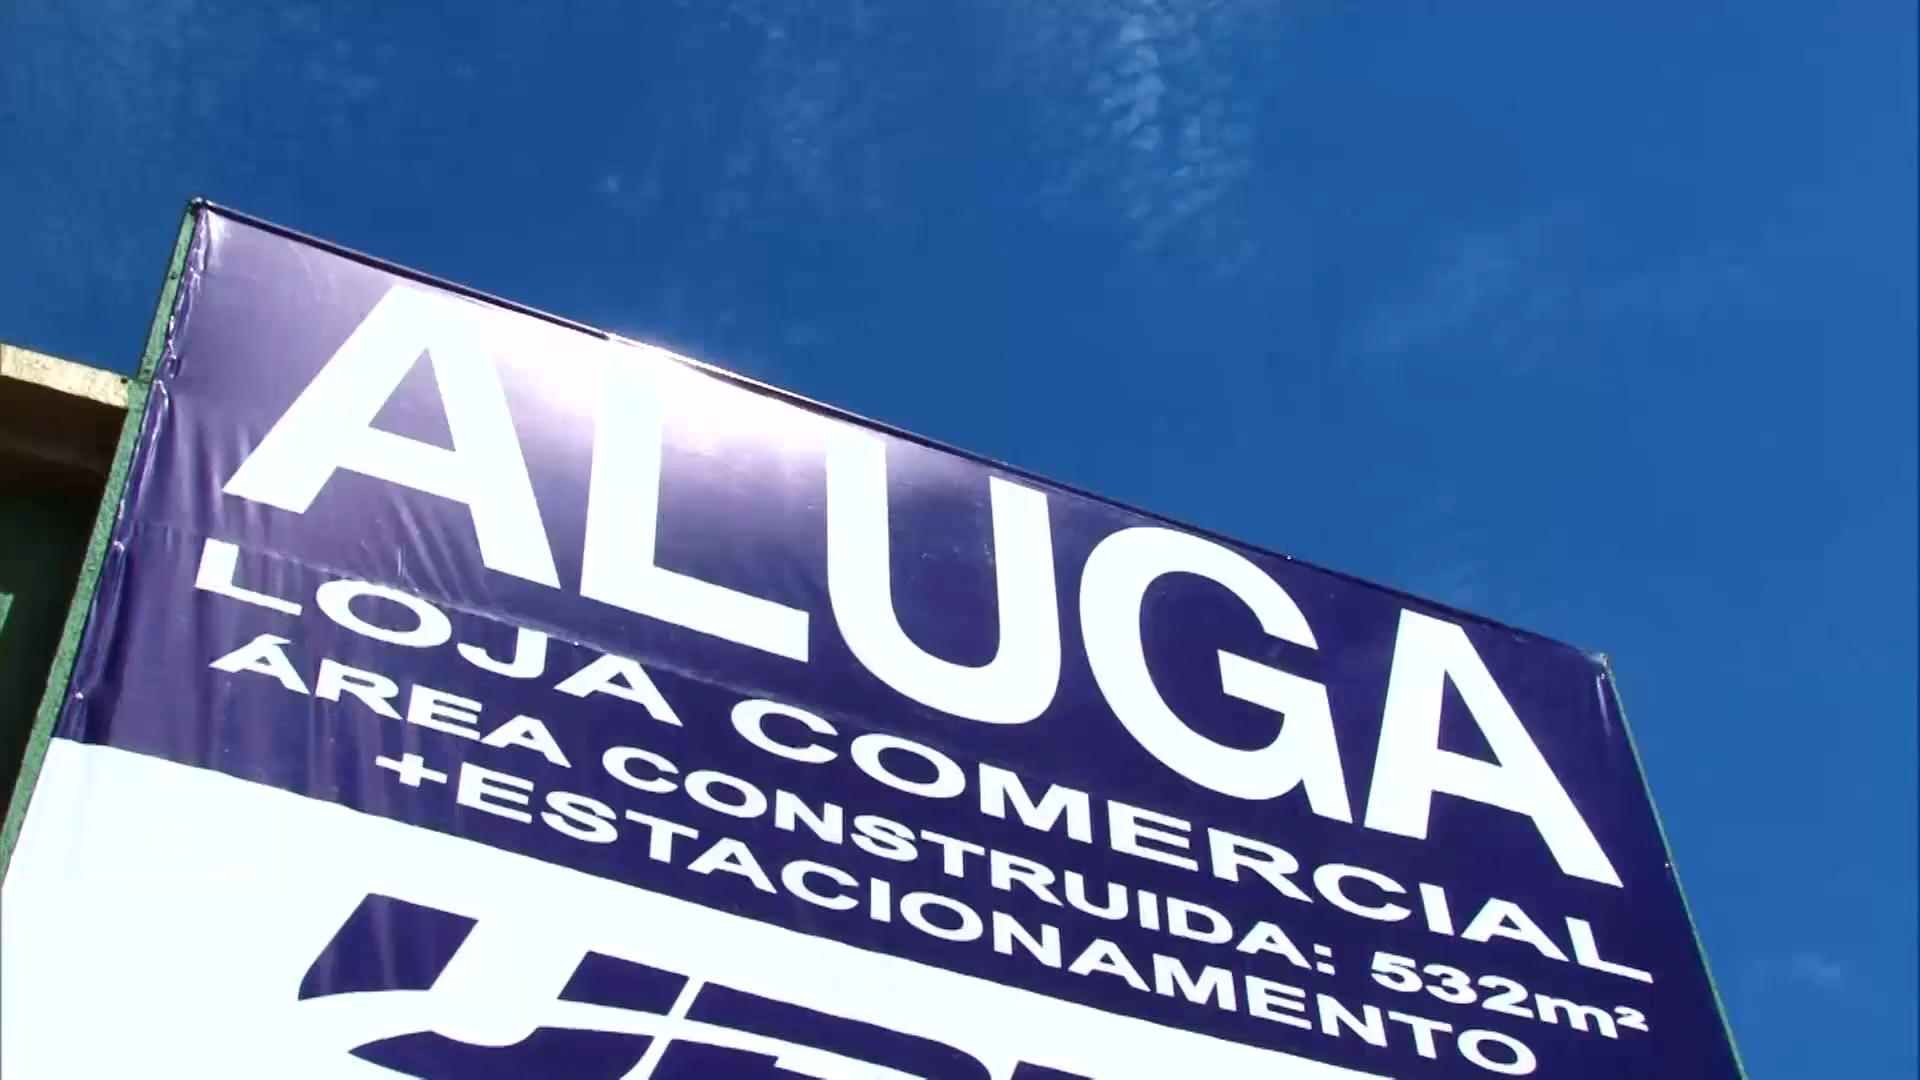 ALUGA
LOJA COMERCIAL
ÁREA CONSTRUIDA: 532m²
+ESTACIONAMENTO